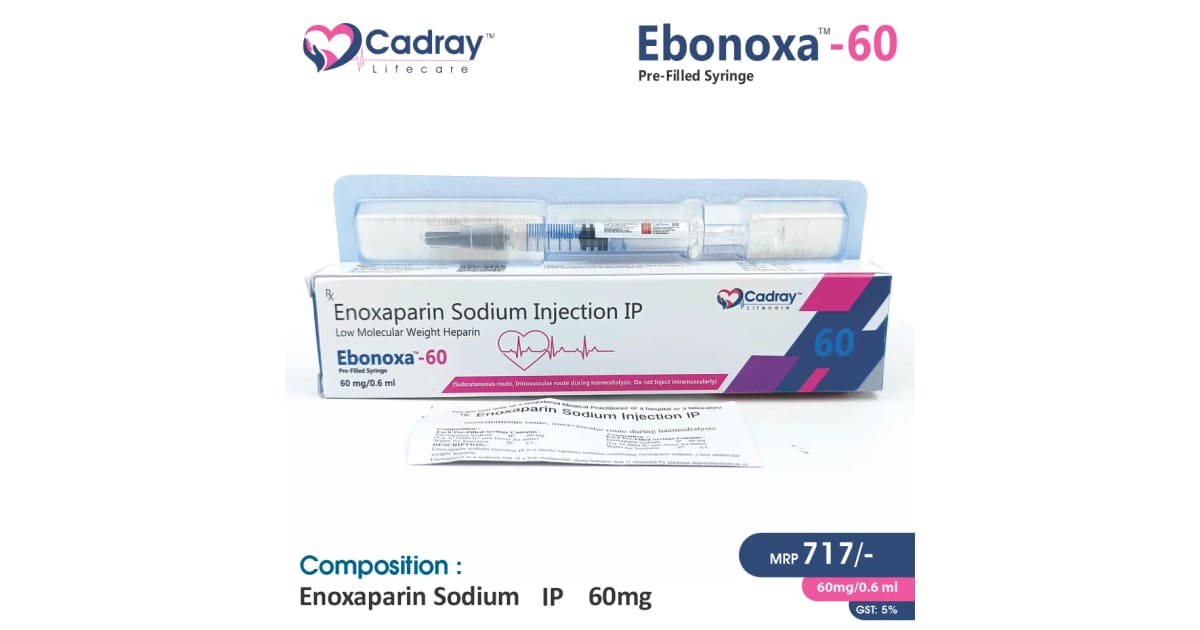 Cadray™
Lifecare
Ebonoxa™-60
Pre-Filled Syringe
Rx
Enoxaparin Sodium Injection IP
Low Molecular Weight Heparin
Ebonoxa™-60
Pre-Filled Syringe
60 mg/0.6 ml
Cadray™
Lifecare
60
(Subcutaneous route, Intravascular route during haemodialysis. Do not Inject intramuscularly)
Enoxaparin Sodium Injection IP
Composition :
Enoxaparin Sodium IP 60mg
MRP 717/-
60mg/0.6 ml
GST: 5%